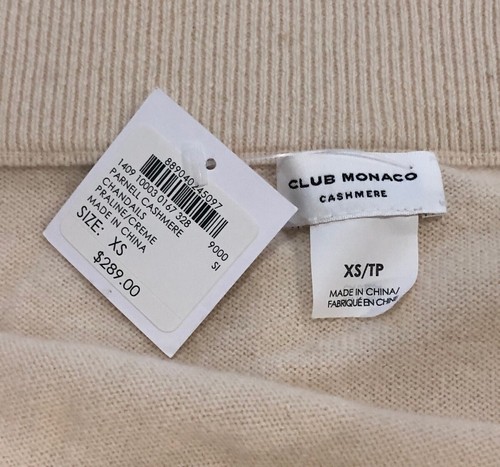 889040245097
9000
SI
1409 10003 0167 328
PARNELL CASHMERE
CHANDAILS
PRALINE/CREME
MADE IN CHINA
SIZE: XS
$289.00
CLUB MONACO
CASHMERE
XS/TP
MADE IN CHINA/
FABRIQUÉ EN CHINE